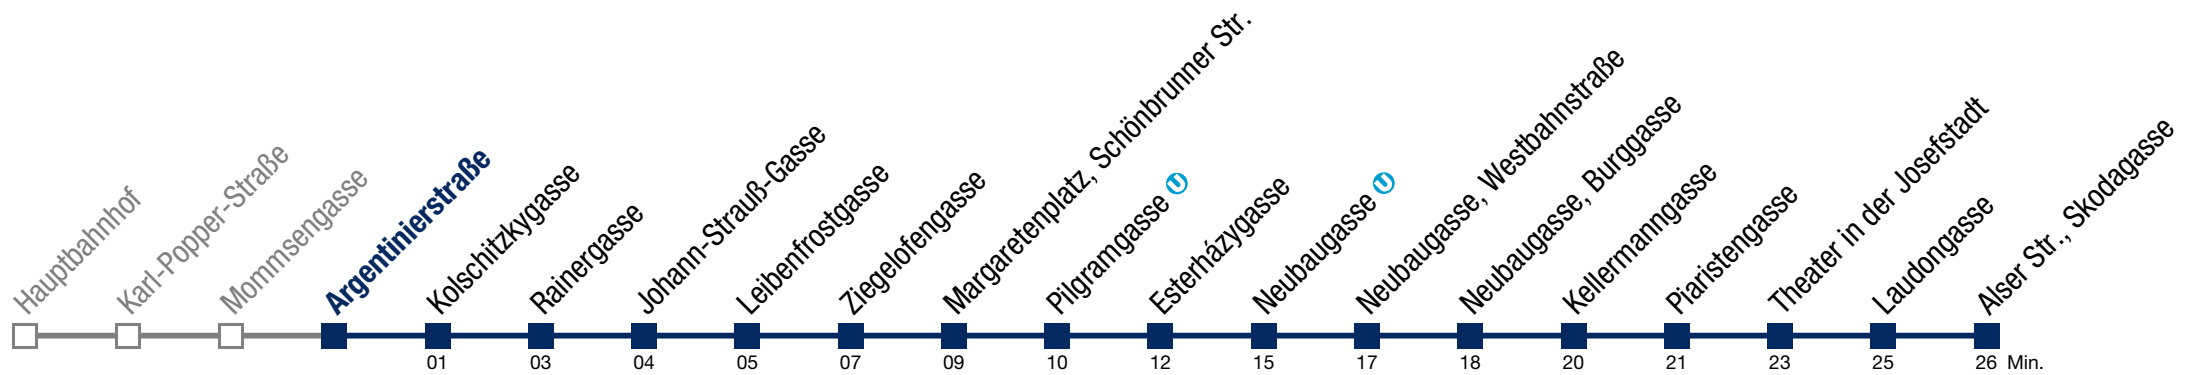 Hauptbahnhof
Karl-Popper-Straße
Mommsengasse
Argentinierstraße
Kolschitzkygasse
Rainergasse
Johann-Strauß-Gasse
Leibenfrostgasse
Ziegelofengasse
Margaretenplatz, Schönbrunner Str.
Pilgramgasse U
Esterházygasse
Neubaugasse U
Neubaugasse, Westbahnstraße
Neubaugasse, Burggasse
Kellermanngasse
Piaristengasse
Theater in der Josefstadt
Laudongasse
Alser Str., Skodagasse
01 03 04 05 07 09 10 12 15 17 18 20 21 23 25 26 Min.